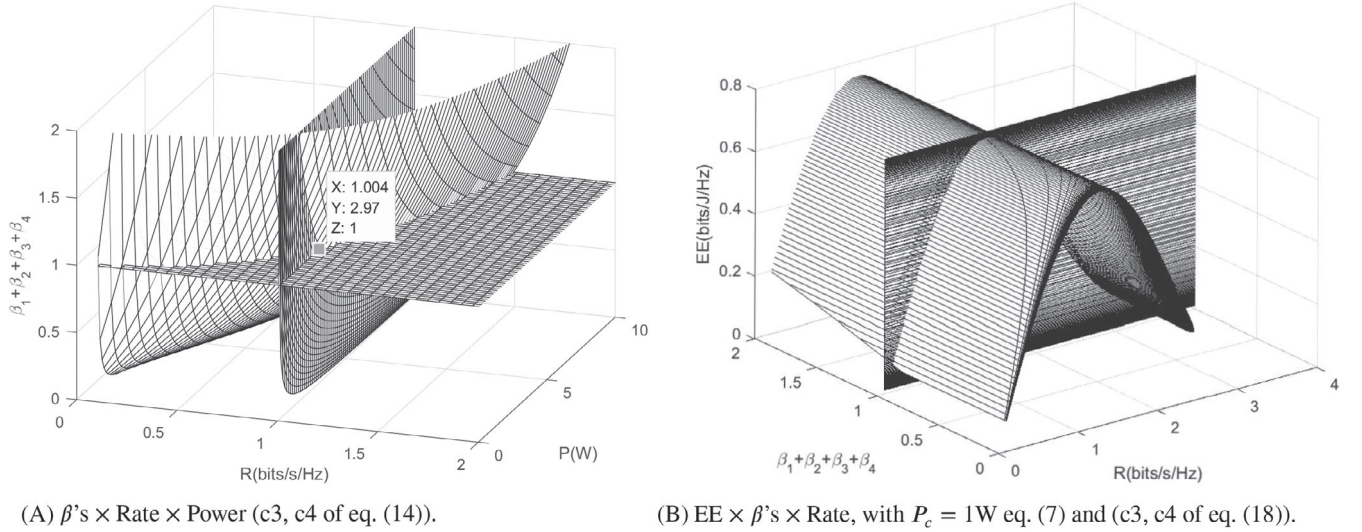 2
1.5
1
0.5
0
β₁+β₂+β₃+β₄
X: 1.004
Y: 2.97
Z: 1
0
0.5
1
1.5
2
R(bits/s/Hz)
0
5
10
P(W)
(A) β's × Rate × Power (c3, c4 of eq. (14)).
0.8
0.6
0.4
0.2
0
EE(bits/J/Hz)
2
1.5
1
0.5
0
β₁+β₂+β₃+β₄
0
1
2
3
4
R(bits/s/Hz)
(B) EE × β's × Rate, with P_c = 1W eq. (7) and (c3, c4 of eq. (18)).